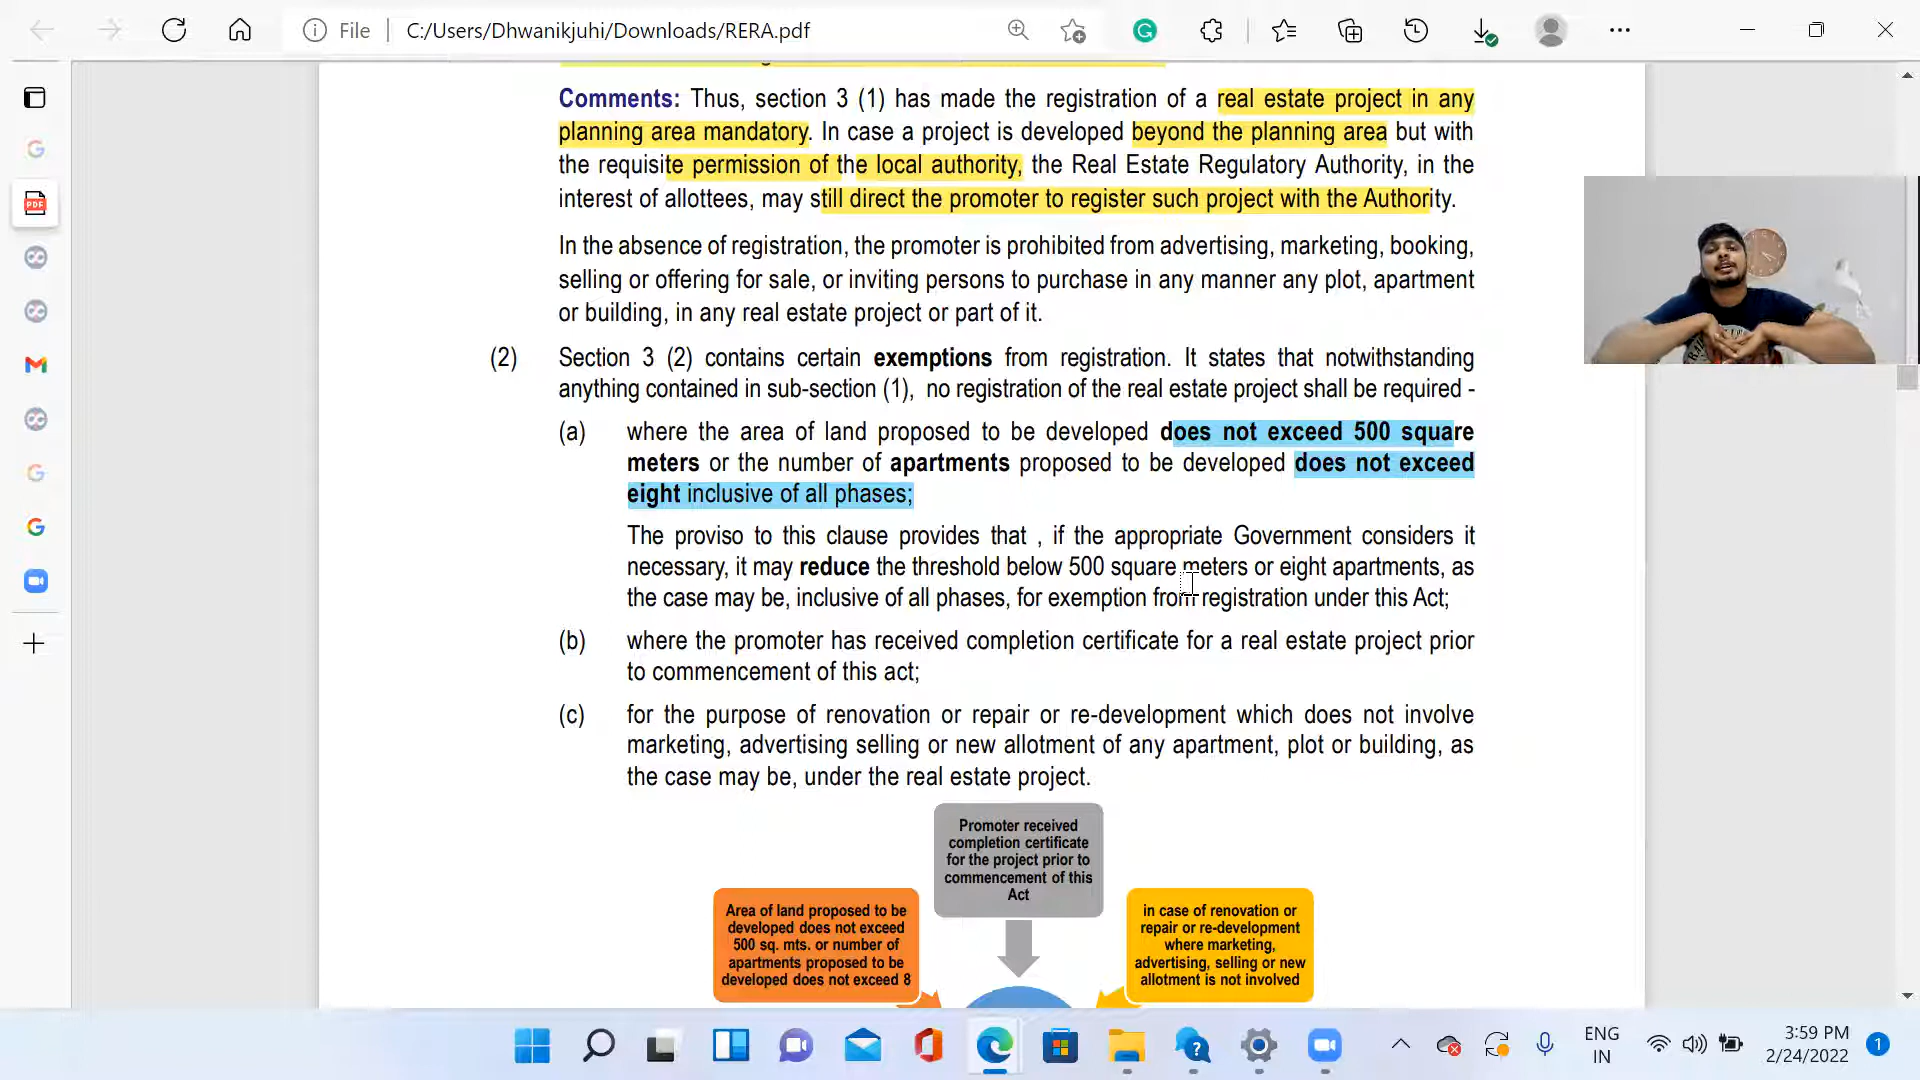 File
C:/Users/Dhwanikjuhi/Downloads/RERA.pdf
Comments: Thus, section 3 (1) has made the registration of a real estate project in any
planning area mandatory. In case a project is developed beyond the planning area but with
the requisite permission of the local authority, the Real Estate Regulatory Authority, in the
interest of allottees, may still direct the promoter to register such project with the Authority.
In the absence of registration, the promoter is prohibited from advertising, marketing, booking,
selling or offering for sale, or inviting persons to purchase in any manner any plot, apartment
or building, in any real estate project or part of it.
(2) Section 3 (2) contains certain exemptions from registration. It states that notwithstanding
anything contained in sub-section (1), no registration of the real estate project shall be required -
(a) where the area of land proposed to be developed does not exceed 500 square
meters or the number of apartments proposed to be developed does not exceed
eight inclusive of all phases;
The proviso to this clause provides that , if the appropriate Government considers it
necessary, it may reduce the threshold below 500 square meters or eight apartments, as
the case may be, inclusive of all phases, for exemption from registration under this Act;
(b) where the promoter has received completion certificate for a real estate project prior
to commencement of this act;
(c) for the purpose of renovation or repair or re-development which does not involve
marketing, advertising selling or new allotment of any apartment, plot or building, as
the case may be, under the real estate project.
Promoter received
completion certificate
for the project prior to
commencement of this
Act
Area of land proposed to be
developed does not exceed
500 sq. mts. or number of
apartments proposed to be
developed does not exceed 8
in case of renovation or
repair or re-development
where marketing,
advertising, selling or new
allotment is not involved
PDF
ENG
IN
3:59 PM
2/24/2022
1